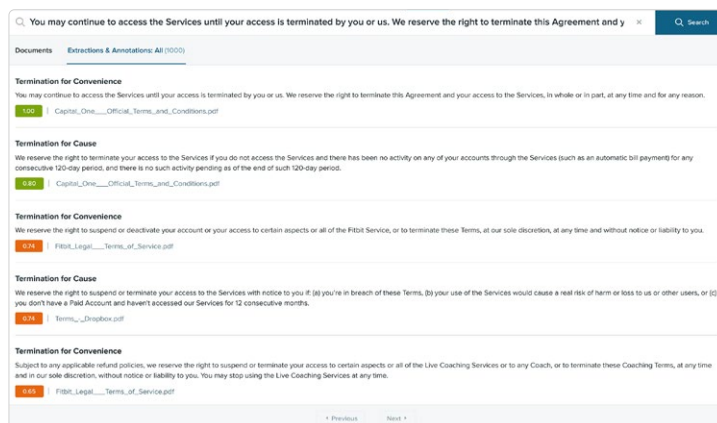 You may continue to access the Services until your access is terminated by you or us. We reserve the right to terminate this Agreement and y × Search
Documents Extractions & Annotations: All (1000)
Termination for Convenience
You may continue to access the Services until your access is terminated by you or us. We reserve the right to terminate this Agreement and your access to the Services, in whole or in part, at any time and for any reason.
1.00 | Capital_One___Official_Terms_and_Conditions.pdf
Termination for Cause
We reserve the right to terminate your access to the Services if you do not access the Services and there has been no activity on any of your accounts through the Services (such as an automatic bill payment) for any
consecutive 120-day period, and there is no such activity pending as of the end of such 120-day period.
0.80 | Capital_One___Official_Terms_and_Conditions.pdf
Termination for Convenience
We reserve the right to suspend or deactivate your account or your access to certain aspects or all of the Fitbit Service, or to terminate these Terms, at our sole discretion, at any time and without notice or liability to you.
0.74 | Fitbit_Legal___Terms_of_Service.pdf
Termination for Cause
We reserve the right to suspend or terminate your access to the Services with notice to you if: (a) you're in breach of these Terms, (b) your use of the Services would cause a real risk of harm or loss to us or other users, or (c)
you don't have a Paid Account and haven't accessed our Services for 12 consecutive months.
0.74 | Terms_-_Dropbox.pdf
Termination for Convenience
Subject to any applicable refund policies, we reserve the right to suspend or terminate your access to certain aspects or all of the Live Coaching Services or to any Coach, or to terminate these Coaching Terms, at any time
and in our sole discretion, without notice or liability to you. You may stop using the Live Coaching Services at any time.
0.65 | Fitbit_Legal___Terms_of_Service.pdf
Previous Next